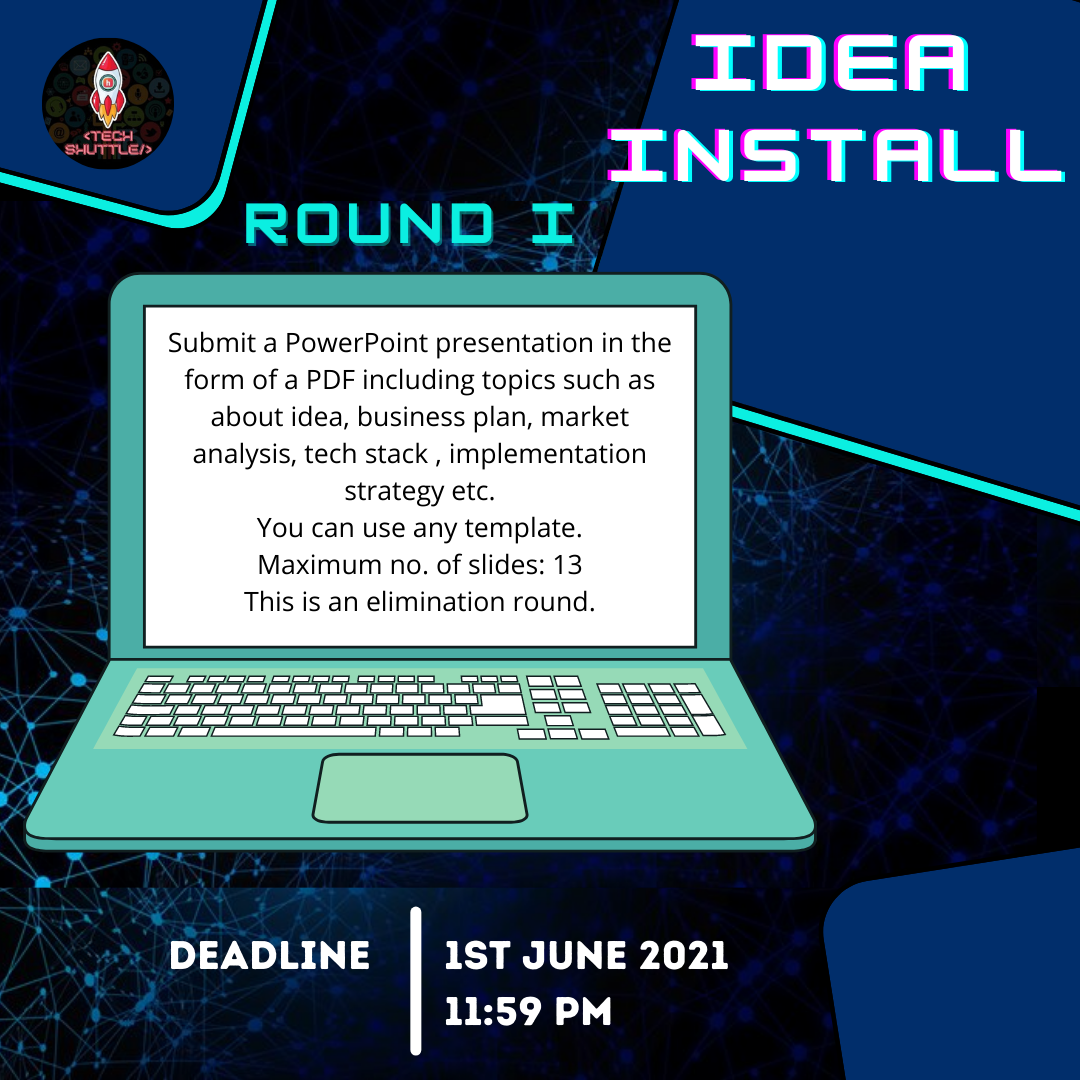 <TECH
SHUTTLE/>
IDEA
INSTALL
ROUND I
Submit a PowerPoint presentation in the
form of a PDF including topics such as
about idea, business plan, market
analysis, tech stack , implementation
strategy etc.
You can use any template.
Maximum no. of slides: 13
This is an elimination round.
DEADLINE
1ST JUNE 2021
11:59 PM